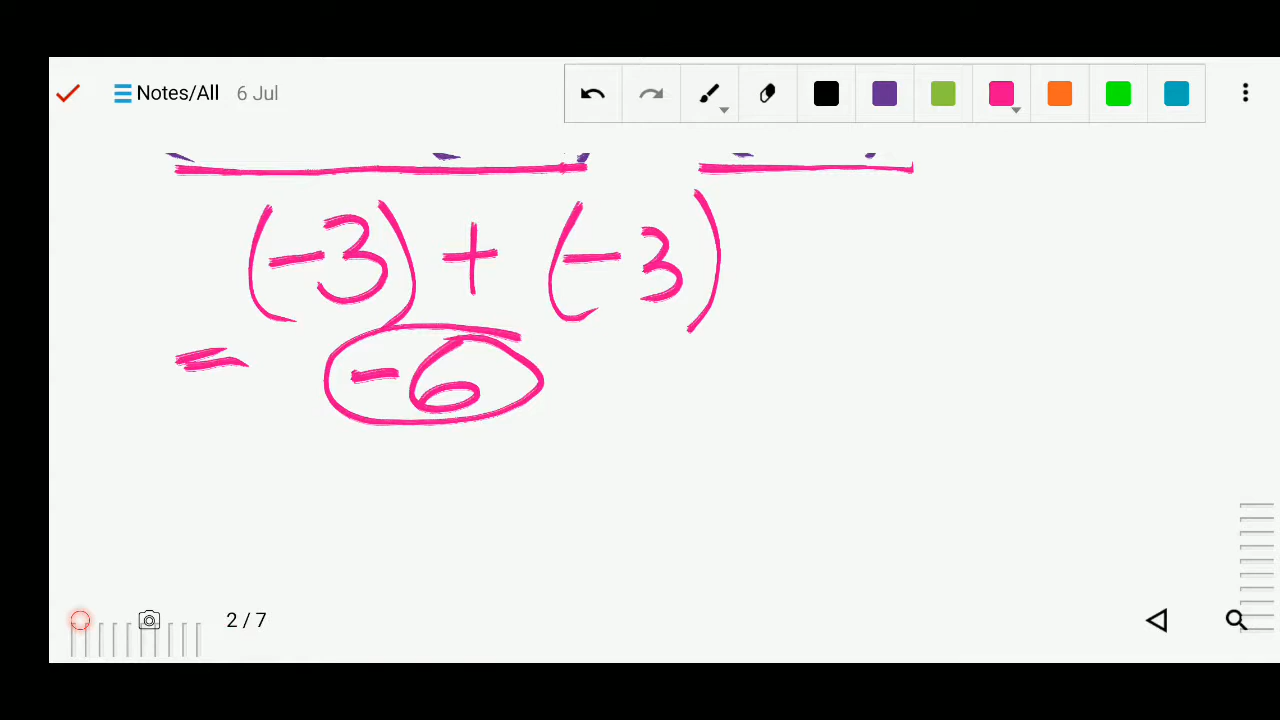 Notes/All 6 Jul
(-3) + (-3)
= -6
2 / 7